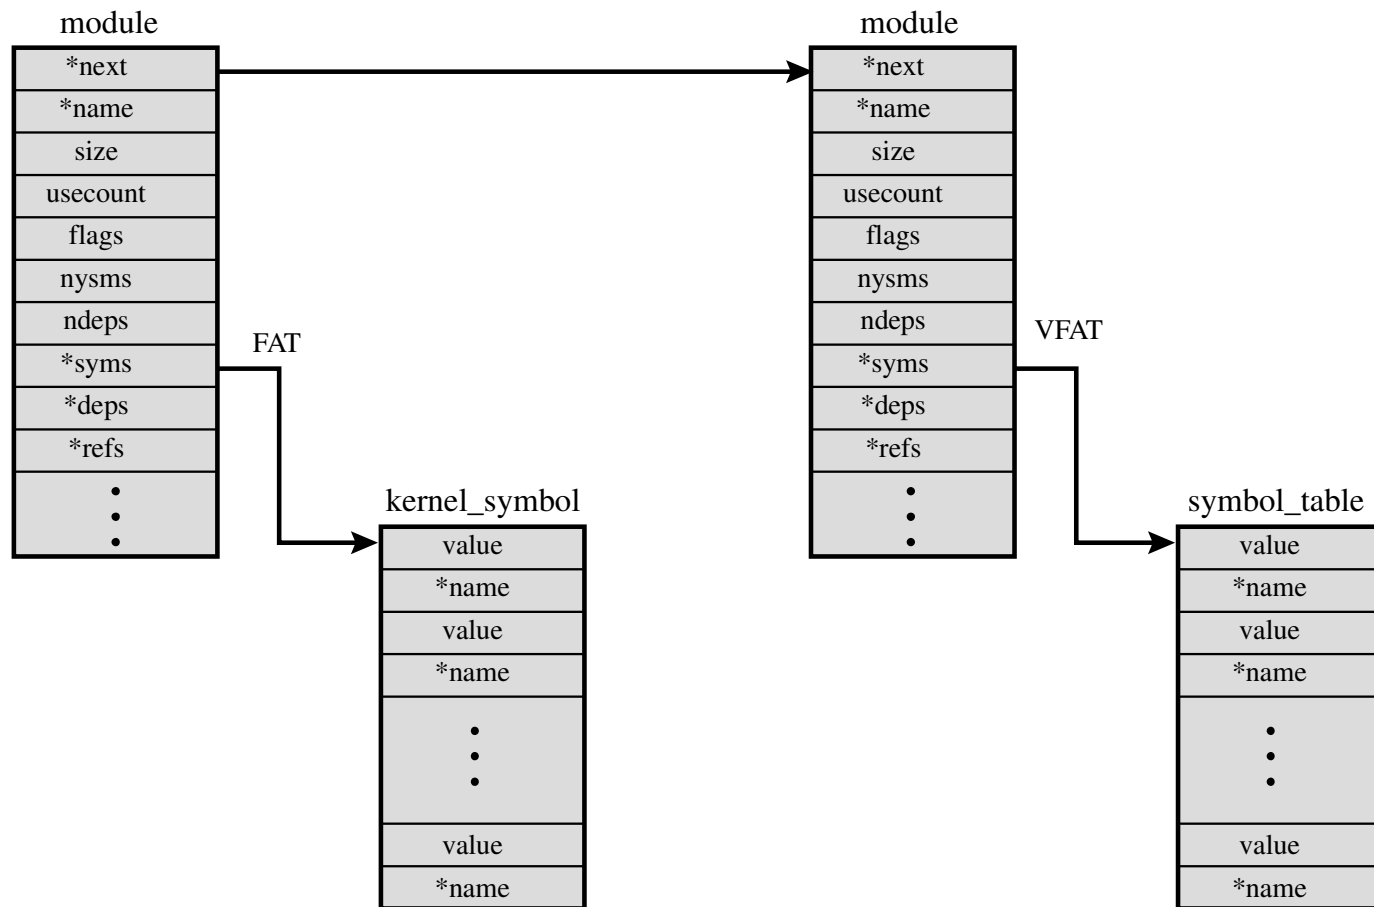 module
*next
*name
size
usecount
flags
nysms
ndeps
*syms
*deps
*refs
FAT
kernel_symbol
value
*name
value
*name
value
*name
module
*next
*name
size
usecount
flags
nysms
ndeps
*syms
*deps
*refs
VFAT
symbol_table
value
*name
value
*name
value
*name